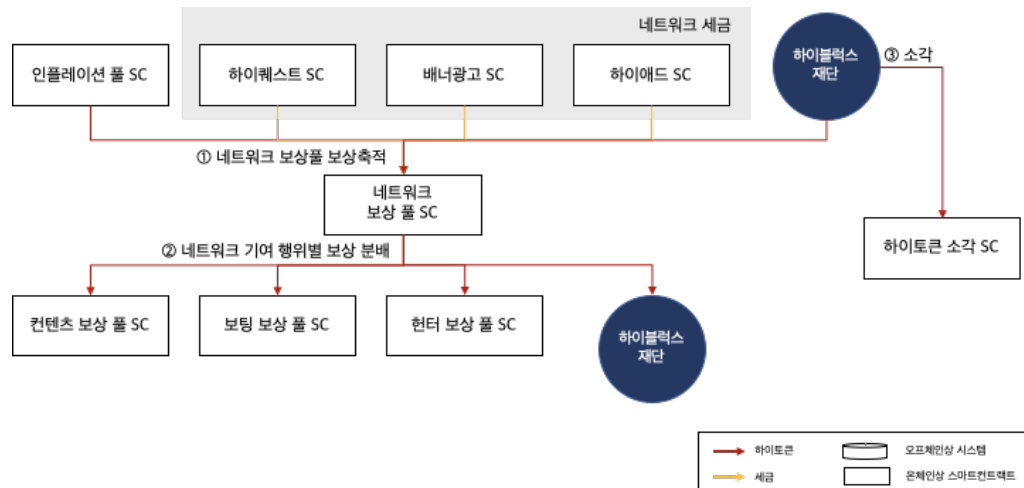 네트워크 세금
인플레이션 풀 SC
하이퀘스트 SC
배너광고 SC
하이애드 SC
하이블럭스
재단
③ 소각
① 네트워크 보상풀 보상축적
네트워크
보상 풀 SC
하이토큰 소각 SC
② 네트워크 기여 행위별 보상 분배
컨텐츠 보상 풀 SC
보팅 보상 풀 SC
헌터 보상 풀 SC
하이블럭스
재단
하이토큰
오프체인상 시스템
세금
온체인상 스마트컨트랙트